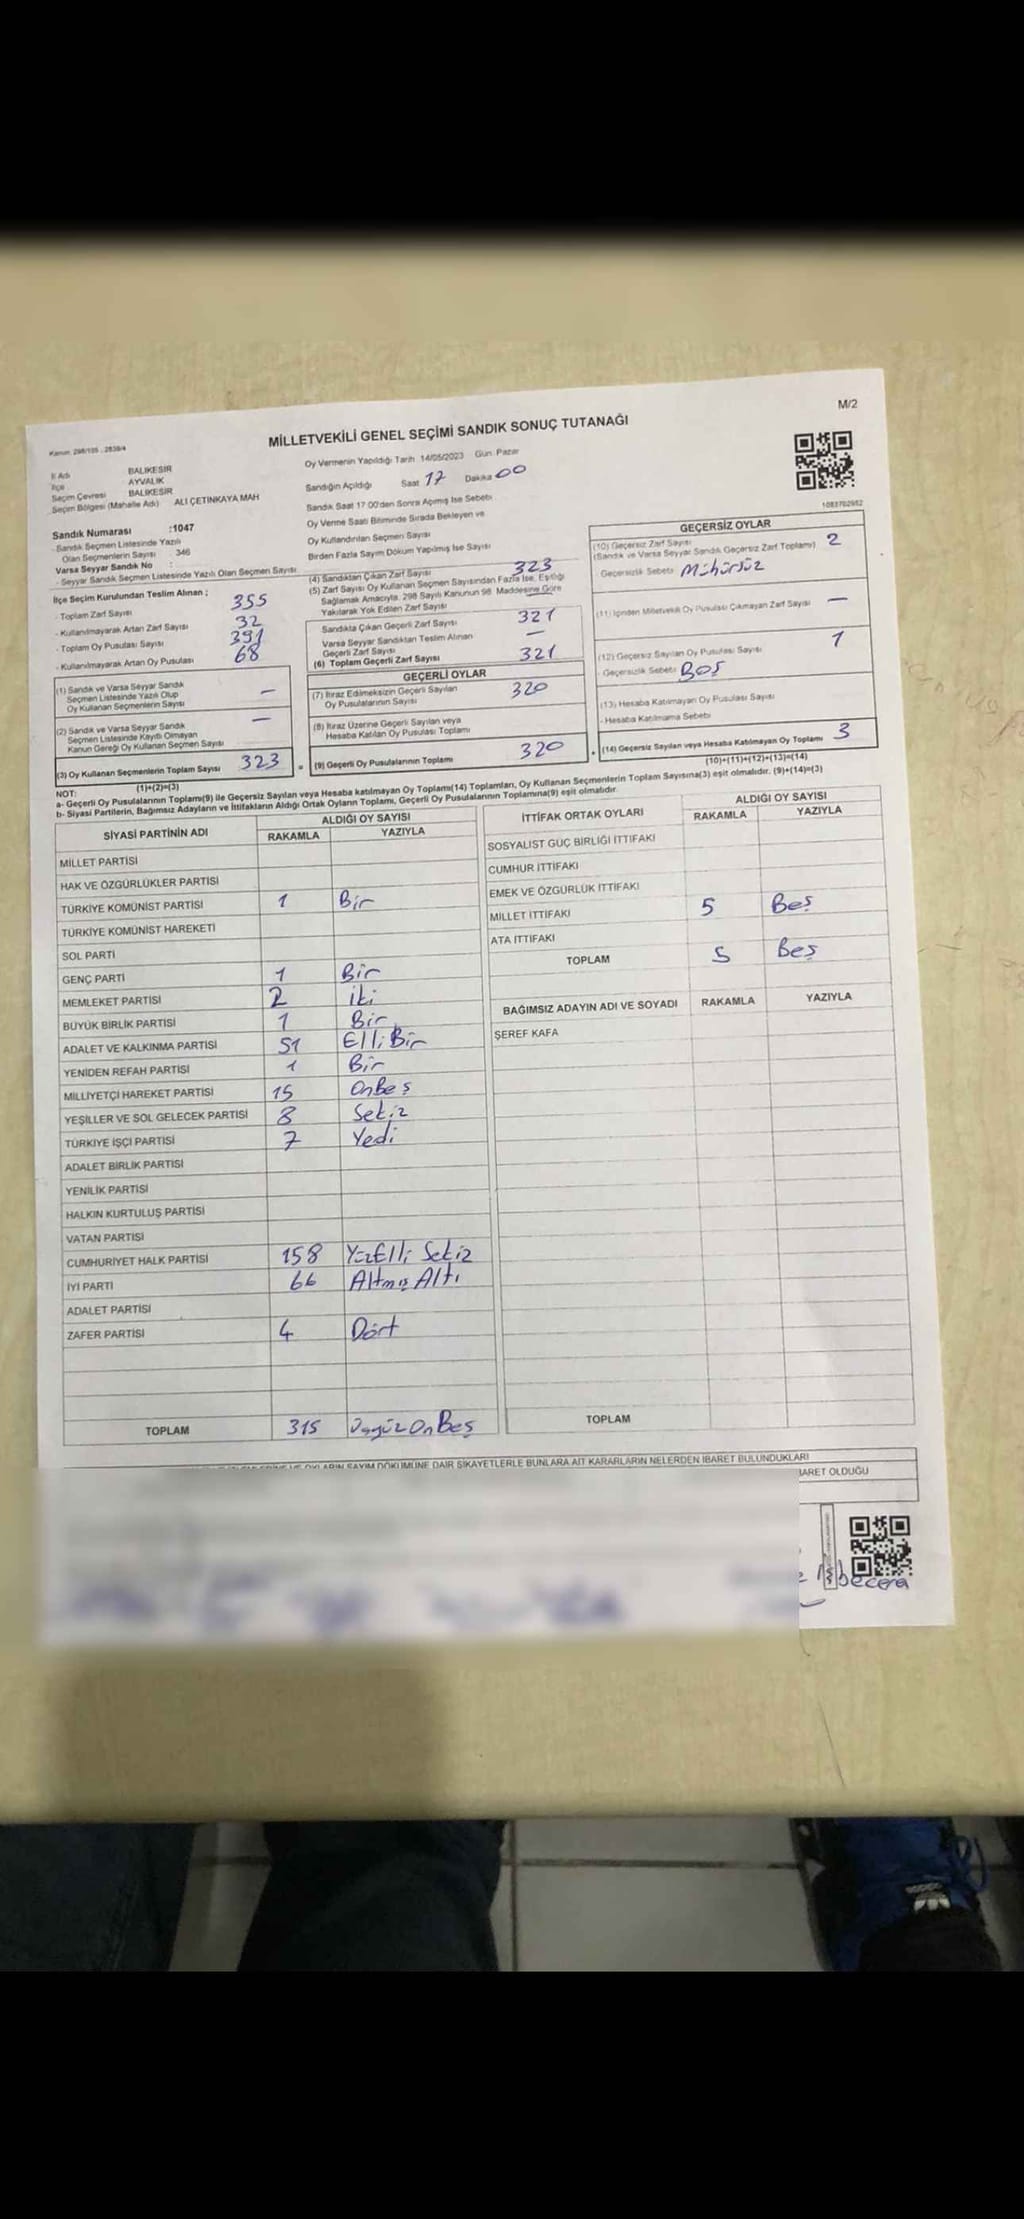 M/2
MİLLETVEKİLİ GENEL SEÇİMİ SANDIK SONUÇ TUTANAĞI
Kanun: 298/105 - 2839/4
İl Adı BALIKESİR
İlçe AYVALIK
Seçim Çevresi BALIKESİR
Seçim Bölgesi (Mahalle Adı) ALİ ÇETİNKAYA MAH
Sandık Numarası :1047
- Sandık Seçmen Listesinde Yazılı
Olan Seçmenlerin Sayısı : 346
Varsa Seyyar Sandık No :
- Seyyar Sandık Seçmen Listesinde Yazılı Olan Seçmen Sayısı
Oy Vermenin Yapıldığı Tarih 14/05/2023 Gün: Pazar
Sandığın Açıldığı Saat 17 Dakika 00
Sandık Saat 17:00'den Sonra Açılmış İse Sebebi
Oy Verme Saati Bitiminde Sırada Bekleyen ve
Oy Kullandırılan Seçmen Sayısı
Birden Fazla Sayım Döküm Yapılmış İse Sayısı
1083702982
İlçe Seçim Kurulundan Teslim Alınan ;
- Toplam Zarf Sayısı 355
- Kullanılmayarak Artan Zarf Sayısı 32
- Toplam Oy Pusulası Sayısı 391
- Kullanılmayarak Artan Oy Pusulası 68
(1) Sandık ve Varsa Seyyar Sandık
Seçmen Listesinde Yazılı Olup
Oy Kullanan Seçmenlerin Sayısı —
(2) Sandık ve Varsa Seyyar Sandık
Seçmen Listesinde Kayıtlı Olmayan
Kanun Gereği Oy Kullanan Seçmen Sayısı —
(3) Oy Kullanan Seçmenlerin Toplam Sayısı 323
(1)+(2)=(3)
(4) Sandıktan Çıkan Zarf Sayısı 323
(5) Zarf Sayısı Oy Kullanan Seçmen Sayısından Fazla İse, Eşitliği
Sağlamak Amacıyla, 298 Sayılı Kanunun 98. Maddesine Göre
Yakılarak Yok Edilen Zarf Sayısı —
Sandıkta Çıkan Geçerli Zarf Sayısı 321
Varsa Seyyar Sandıktan Teslim Alınan
Geçerli Zarf Sayısı —
(6) Toplam Geçerli Zarf Sayısı 321
GEÇERLİ OYLAR
(7) İtiraz Edilmeksizin Geçerli Sayılan
Oy Pusulalarının Sayısı 320
(8) İtiraz Üzerine Geçerli Sayılan veya
Hesaba Katılan Oy Pusulası Toplamı
= (9) Geçerli Oy Pusulalarının Toplamı 320
GEÇERSİZ OYLAR
(10) Geçersiz Zarf Sayısı
(Sandık ve Varsa Seyyar Sandık Geçersiz Zarf Toplamı) 2
- Geçersizlik Sebebi Mühürsüz
(11) İçinden Milletvekili Oy Pusulası Çıkmayan Zarf Sayısı —
(12) Geçersiz Sayılan Oy Pusulası Sayısı 1
- Geçersizlik Sebebi BOŞ
(13) Hesaba Katılmayan Oy Pusulası Sayısı
- Hesaba Katılmama Sebebi
+ (14) Geçersiz Sayılan veya Hesaba Katılmayan Oy Toplamı 3
(10)+(11)+(12)+(13)=(14)
NOT:
a- Geçerli Oy Pusulalarının Toplamı(9) ile Geçersiz Sayılan veya Hesaba katılmayan Oy Toplamı(14) Toplamları, Oy Kullanan Seçmenlerin Toplam Sayısına(3) eşit olmalıdır. (9)+(14)=(3)
b- Siyasi Partilerin, Bağımsız Adayların ve İttifakların Aldığı Ortak Oyların Toplamı, Geçerli Oy Pusulalarının Toplamına(9) eşit olmalıdır.
SİYASİ PARTİNİN ADI ALDIĞI OY SAYISI
RAKAMLA YAZIYLA
MİLLET PARTİSİ
HAK VE ÖZGÜRLÜKLER PARTİSİ
TÜRKİYE KOMÜNİST PARTİSİ 1 Bir
TÜRKİYE KOMÜNİST HAREKETİ
SOL PARTİ
GENÇ PARTİ 1 Bir
MEMLEKET PARTİSİ 2 İki
BÜYÜK BİRLİK PARTİSİ 1 Bir
ADALET VE KALKINMA PARTİSİ 51 Elli Bir
YENİDEN REFAH PARTİSİ 1 Bir
MİLLİYETÇİ HAREKET PARTİSİ 15 OnBeş
YEŞİLLER VE SOL GELECEK PARTİSİ 8 Sekiz
TÜRKİYE İŞÇİ PARTİSİ 7 Yedi
ADALET BİRLİK PARTİSİ
YENİLİK PARTİSİ
HALKIN KURTULUŞ PARTİSİ
VATAN PARTİSİ
CUMHURİYET HALK PARTİSİ 158 YüzElli Sekiz
İYİ PARTİ 66 Altmış Altı
ADALET PARTİSİ
ZAFER PARTİSİ 4 Dört
TOPLAM 315 Üçyüz OnBeş
İTTİFAK ORTAK OYLARI ALDIĞI OY SAYISI
RAKAMLA YAZIYLA
SOSYALİST GÜÇ BİRLİĞİ İTTİFAKI
CUMHUR İTTİFAKI
EMEK VE ÖZGÜRLÜK İTTİFAKI
MİLLET İTTİFAKI 5 Beş
ATA İTTİFAKI
TOPLAM 5 Beş
BAĞIMSIZ ADAYIN ADI VE SOYADI RAKAMLA YAZIYLA
ŞEREF KAFA
TOPLAM
OYLARIN SAYIM DÖKÜMÜNE DAİR ŞİKAYETLERLE BUNLARA AİT KARARLARIN NELERDEN İBARET BULUNDUKLARI
İBARET OLDUĞU